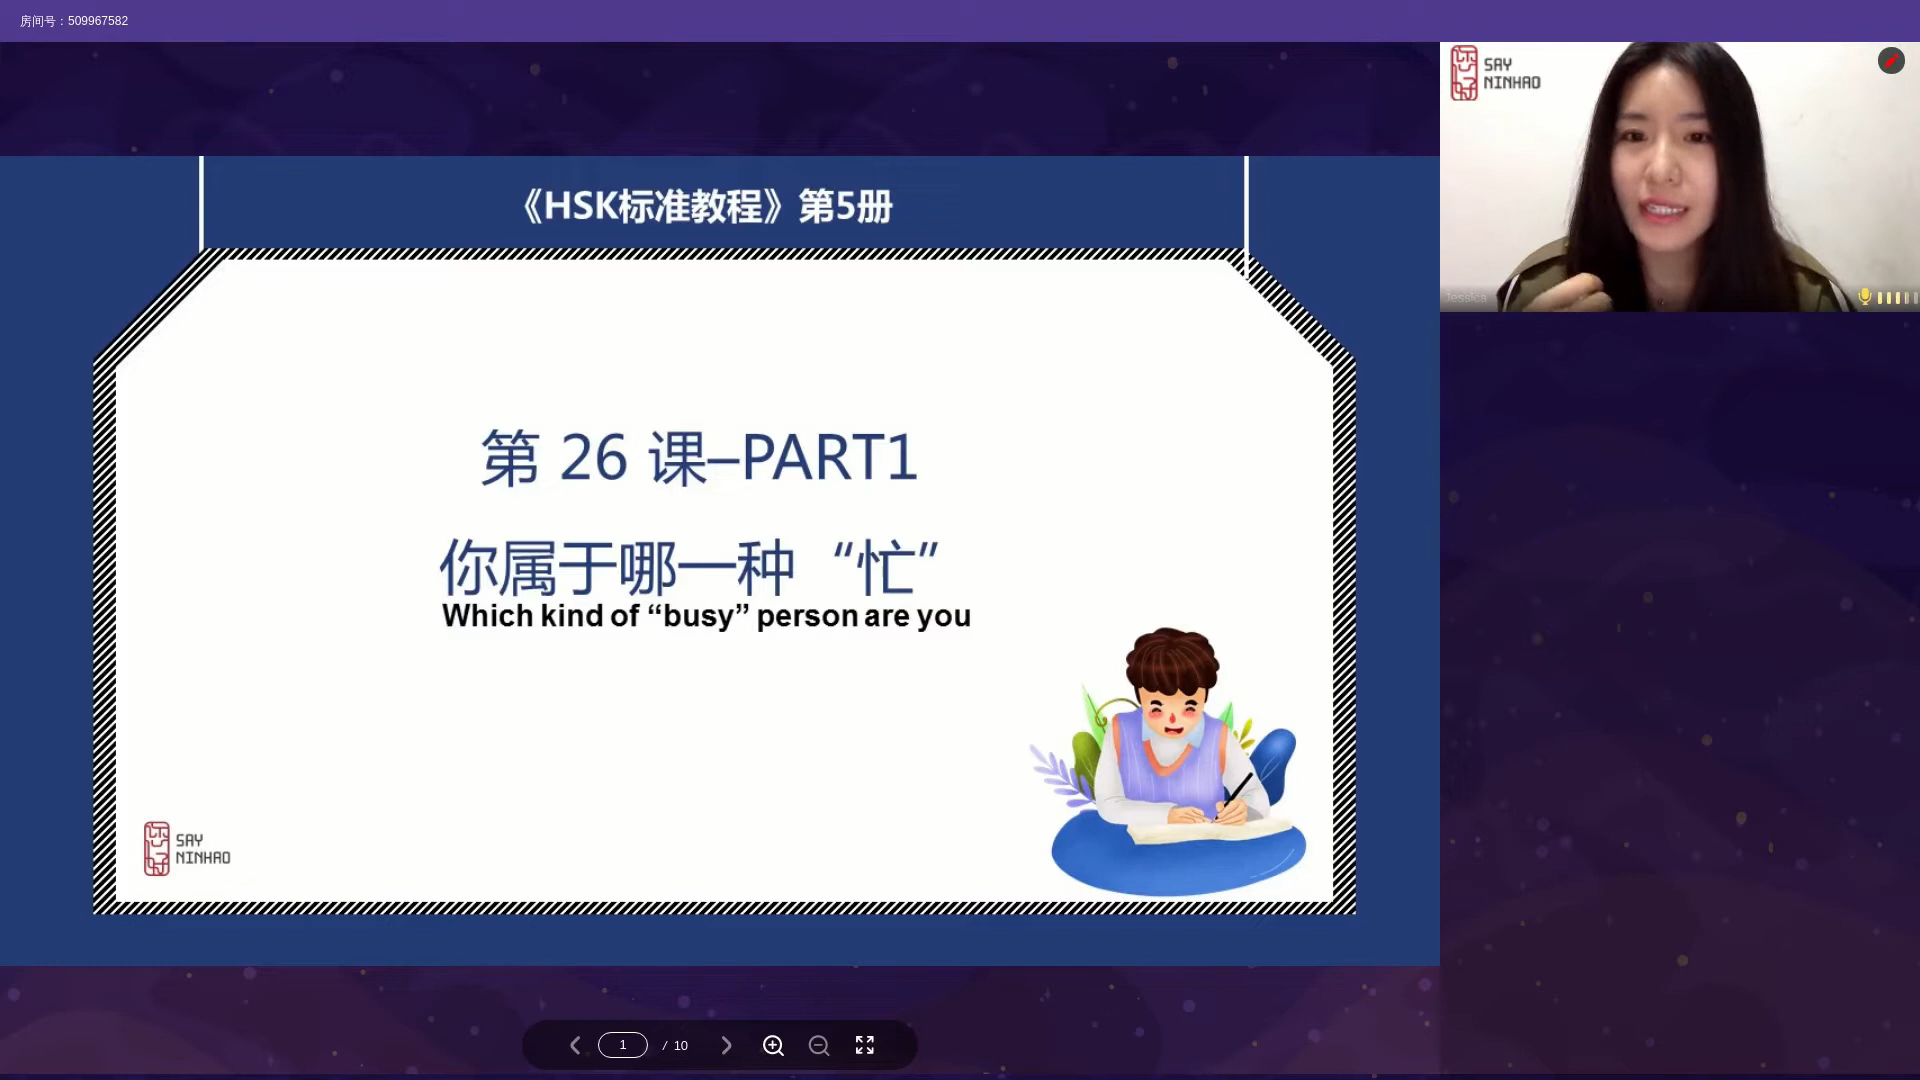 房间号：509967582
SAY
NINHAO
Jessica
《HSK标准教程》第5册
第 26 课–PART1
你属于哪一种“忙”
Which kind of “busy” person are you
SAY
NINHAO
1 / 10